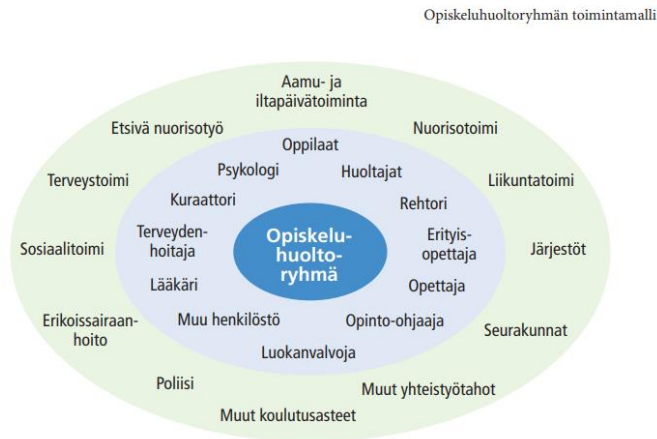 Opiskeluhuoltoryhmän toimintamalli
Aamu- ja
iltapäivätoiminta
Etsivä nuorisotyö
Nuorisotoimi
Terveystoimi
Liikuntatoimi
Sosiaalitoimi
Järjestöt
Erikoissairaan-
hoito
Seurakunnat
Poliisi
Muut yhteistyötahot
Muut koulutusasteet
Oppilaat
Psykologi
Huoltajat
Kuraattori
Rehtori
Terveyden-
hoitaja
Erityis-
opettaja
Lääkäri
Opettaja
Muu henkilöstö
Opinto-ohjaaja
Luokanvalvoja
Opiskelu-
huolto-
ryhmä